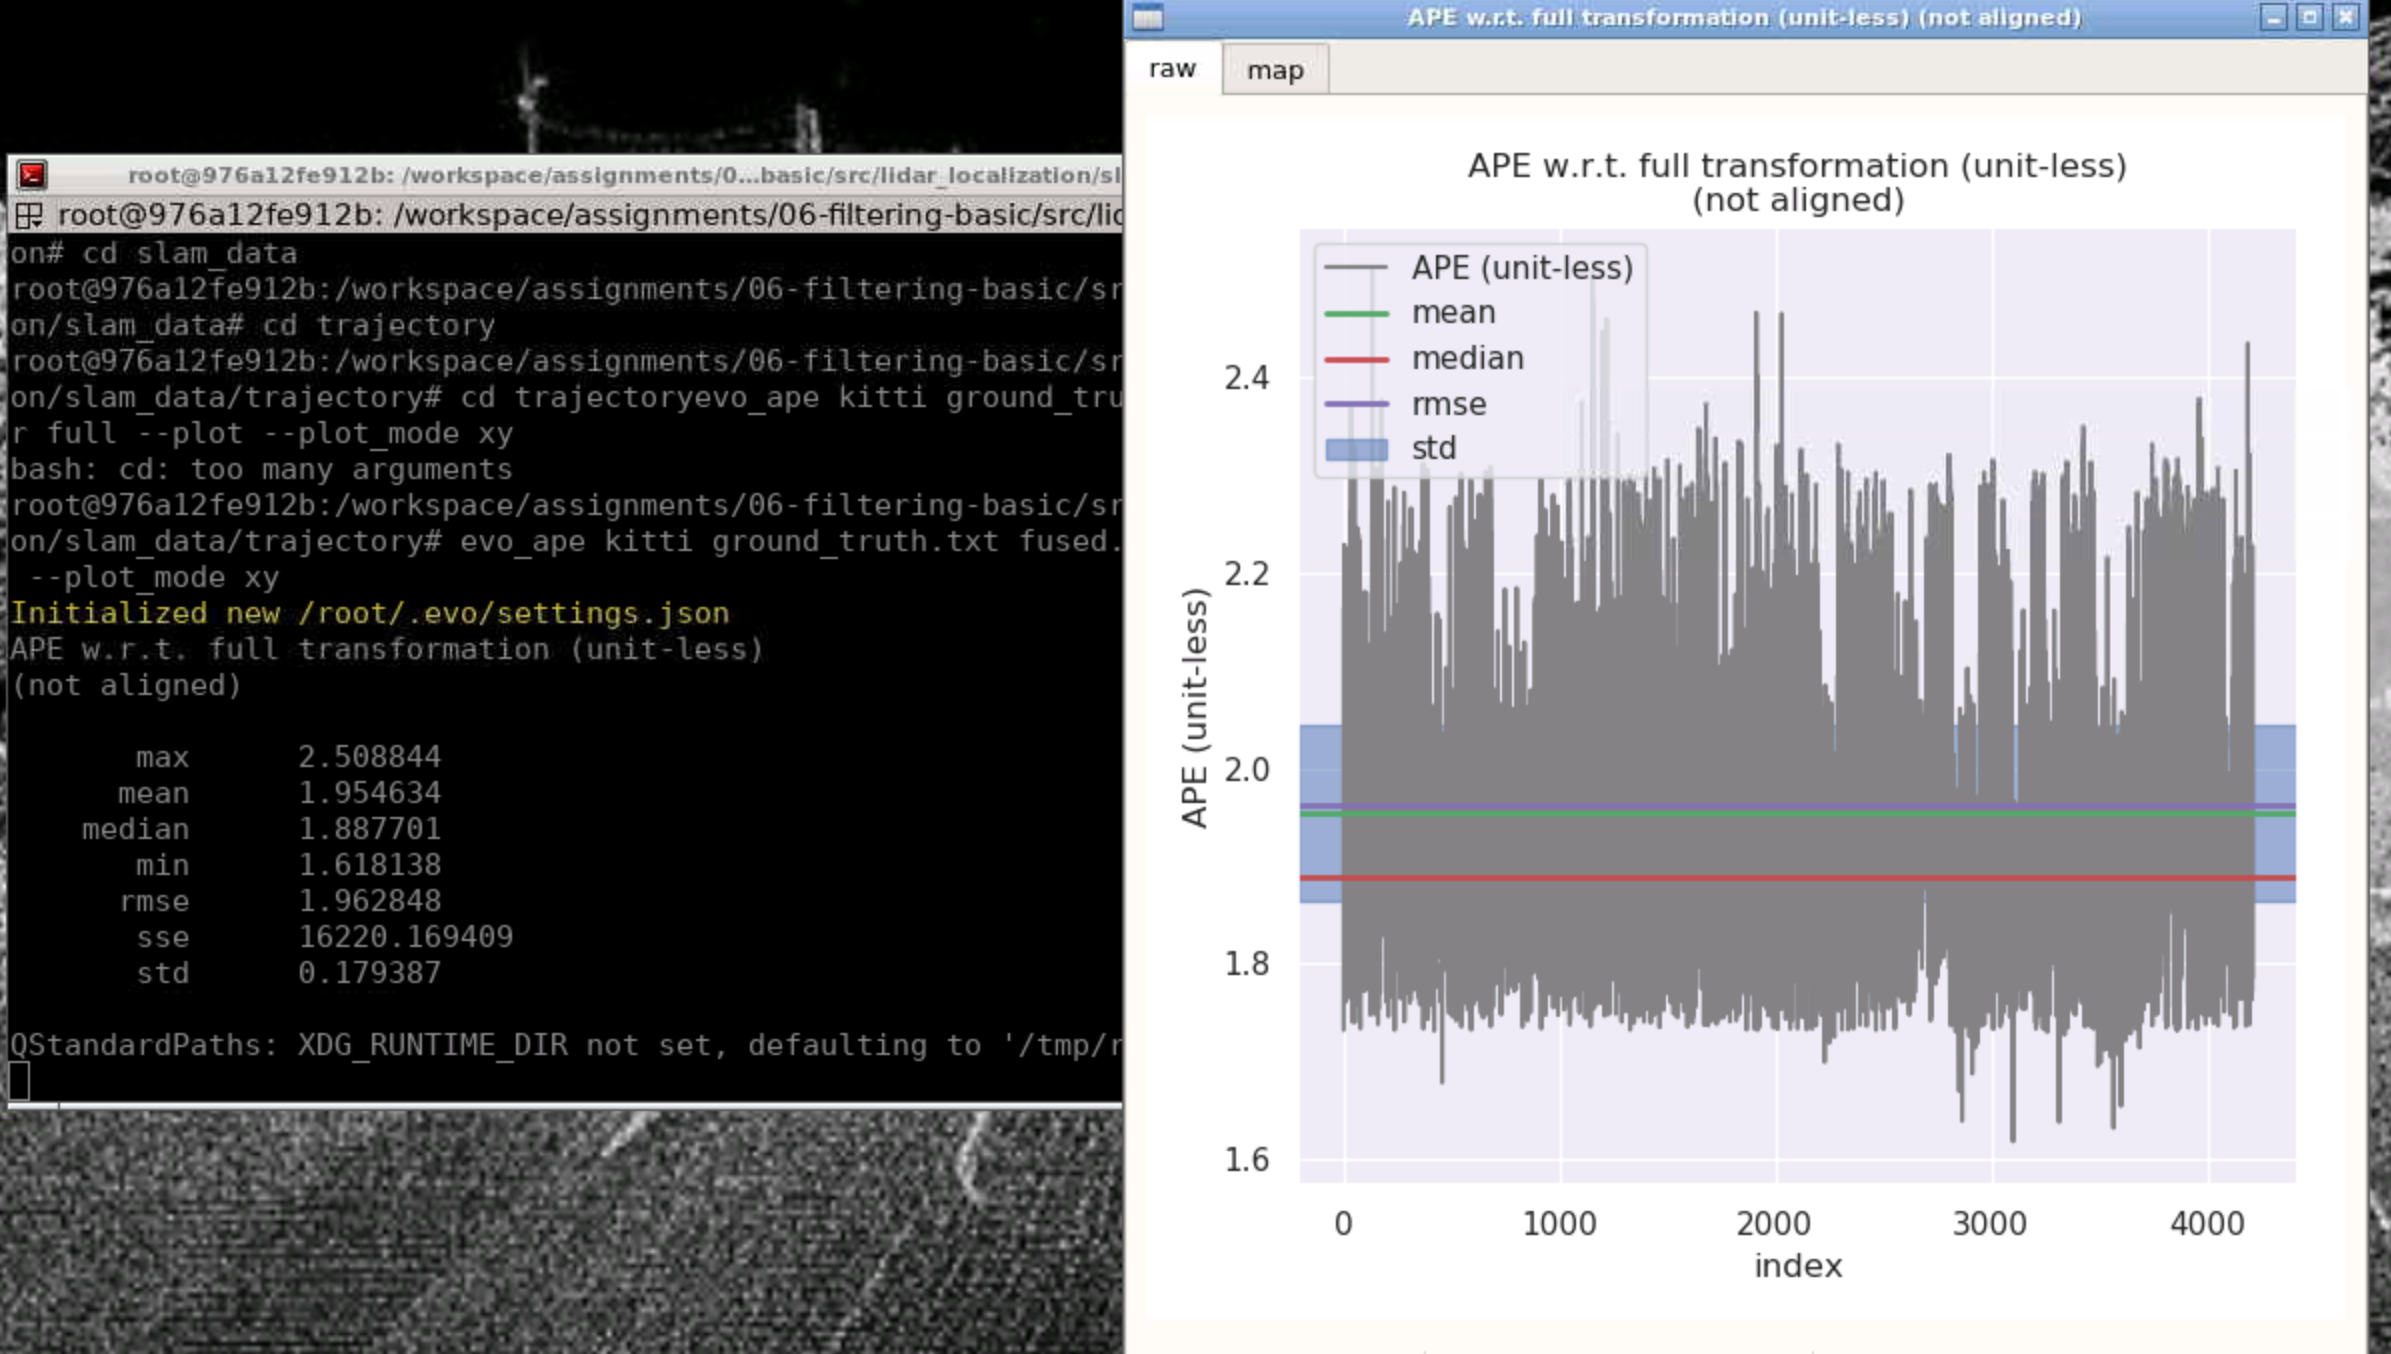 root@976a12fe912b: /workspace/assignments/0...basic/src/lidar_localization/sl
root@976a12fe912b: /workspace/assignments/06-filtering-basic/src/lid
on# cd slam_data
root@976a12fe912b:/workspace/assignments/06-filtering-basic/sr
on/slam_data# cd trajectory
root@976a12fe912b:/workspace/assignments/06-filtering-basic/sr
on/slam_data/trajectory# cd trajectoryevo_ape kitti ground_tru
r full --plot --plot_mode xy
bash: cd: too many arguments
root@976a12fe912b:/workspace/assignments/06-filtering-basic/sr
on/slam_data/trajectory# evo_ape kitti ground_truth.txt fused.
--plot_mode xy
Initialized new /root/.evo/settings.json
APE w.r.t. full transformation (unit-less)
(not aligned)
max 2.508844
mean 1.954634
median 1.887701
min 1.618138
rmse 1.962848
sse 16220.169409
std 0.179387
QStandardPaths: XDG_RUNTIME_DIR not set, defaulting to '/tmp/r
APE w.r.t. full transformation (unit-less) (not aligned)
raw map
APE w.r.t. full transformation (unit-less)
(not aligned)
APE (unit-less)
mean
median
rmse
std
APE (unit-less)
2.4
2.2
2.0
1.8
1.6
0 1000 2000 3000 4000
index